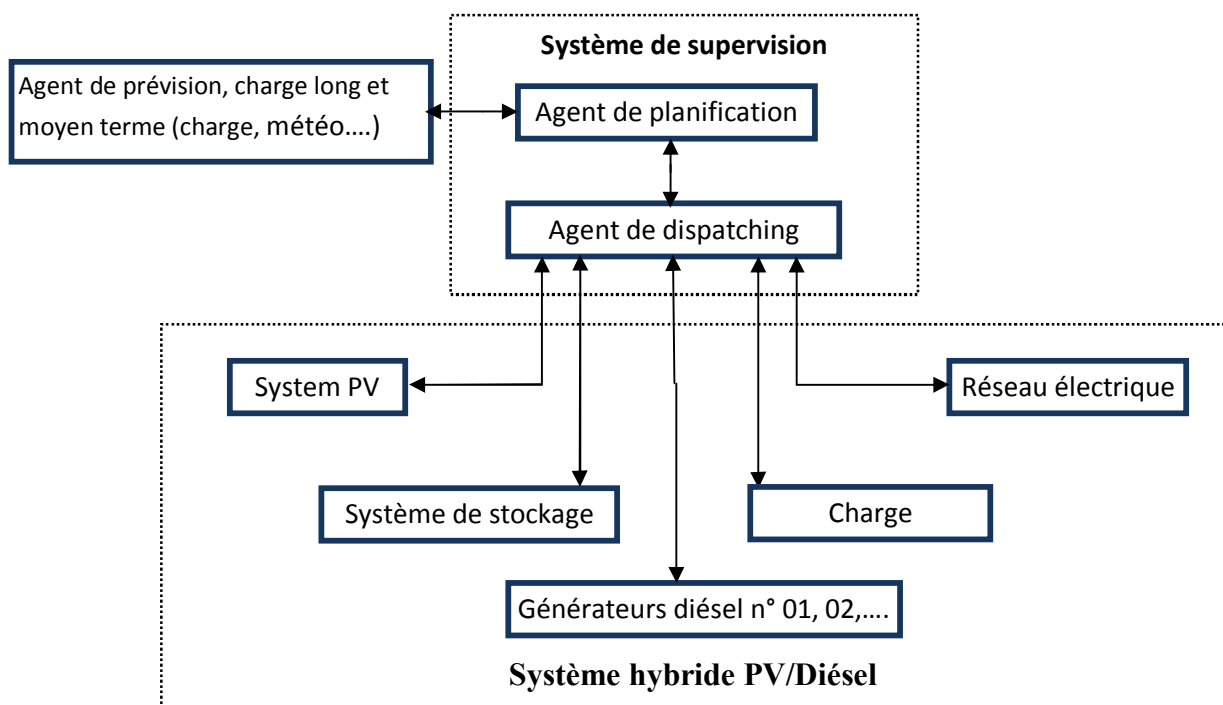 Système de supervision
Agent de prévision, charge long et
moyen terme (charge, météo....)
Agent de planification
Agent de dispatching
System PV
Réseau électrique
Système de stockage
Charge
Générateurs diésel n° 01, 02,....
Système hybride PV/Diésel